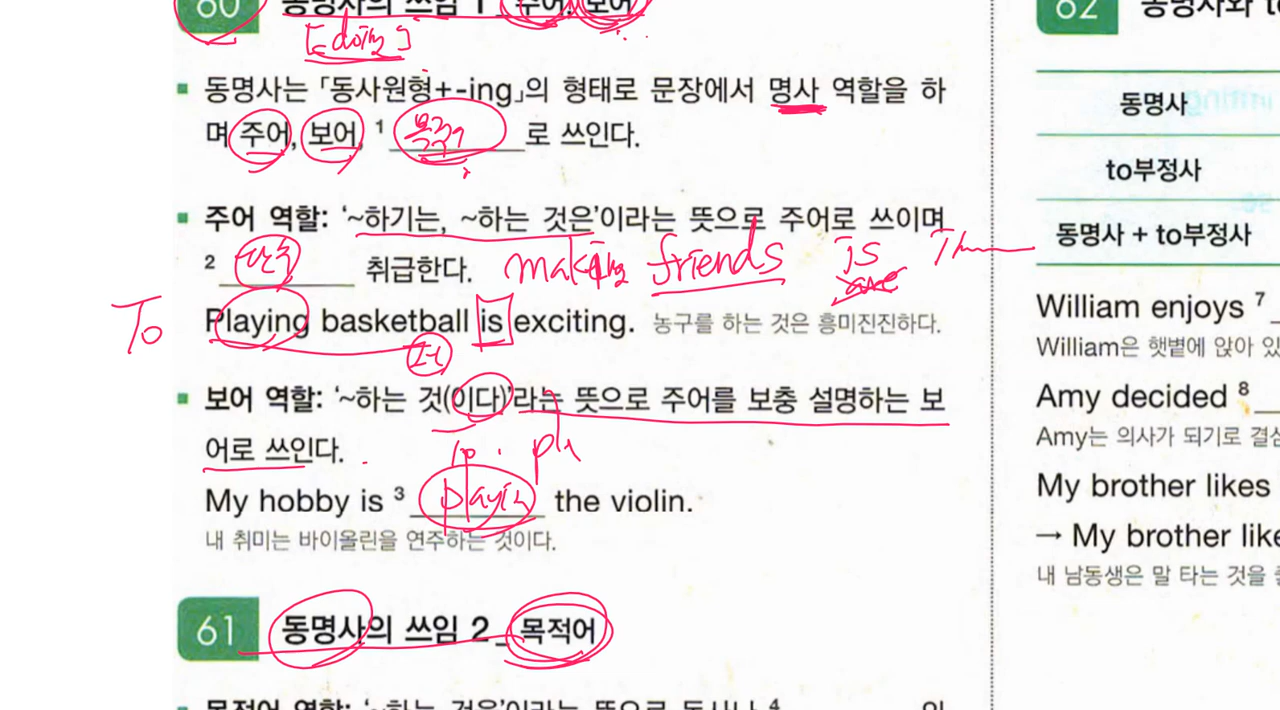 60 동명사의 쓰임 1_주어, 보어
[doing]
동명사는 「동사원형+-ing」의 형태로 문장에서 명사 역할을 하
며 주어, 보어, 1 로 쓰인다.
주어 역할: '~하기는, ~하는 것은'이라는 뜻으로 주어로 쓰이며
2 단수 취급한다. making friends is are
To Playing basketball is exciting. 농구를 하는 것은 흥미진진하다.
보어 역할: '~하는 것(이다)'라는 뜻으로 주어를 보충 설명하는 보
어로 쓰인다.
My hobby is 3 the violin.
내 취미는 바이올린을 연주하는 것이다.
61 동명사의 쓰임 2_목적어
62 동명사와 to
동명사
to부정사
동명사 + to부정사
William enjoys 7
William은 햇볕에 앉아 있
Amy decided 8
Amy는 의사가 되기로 결심
My brother likes
→ My brother like
내 남동생은 말 타는 것을